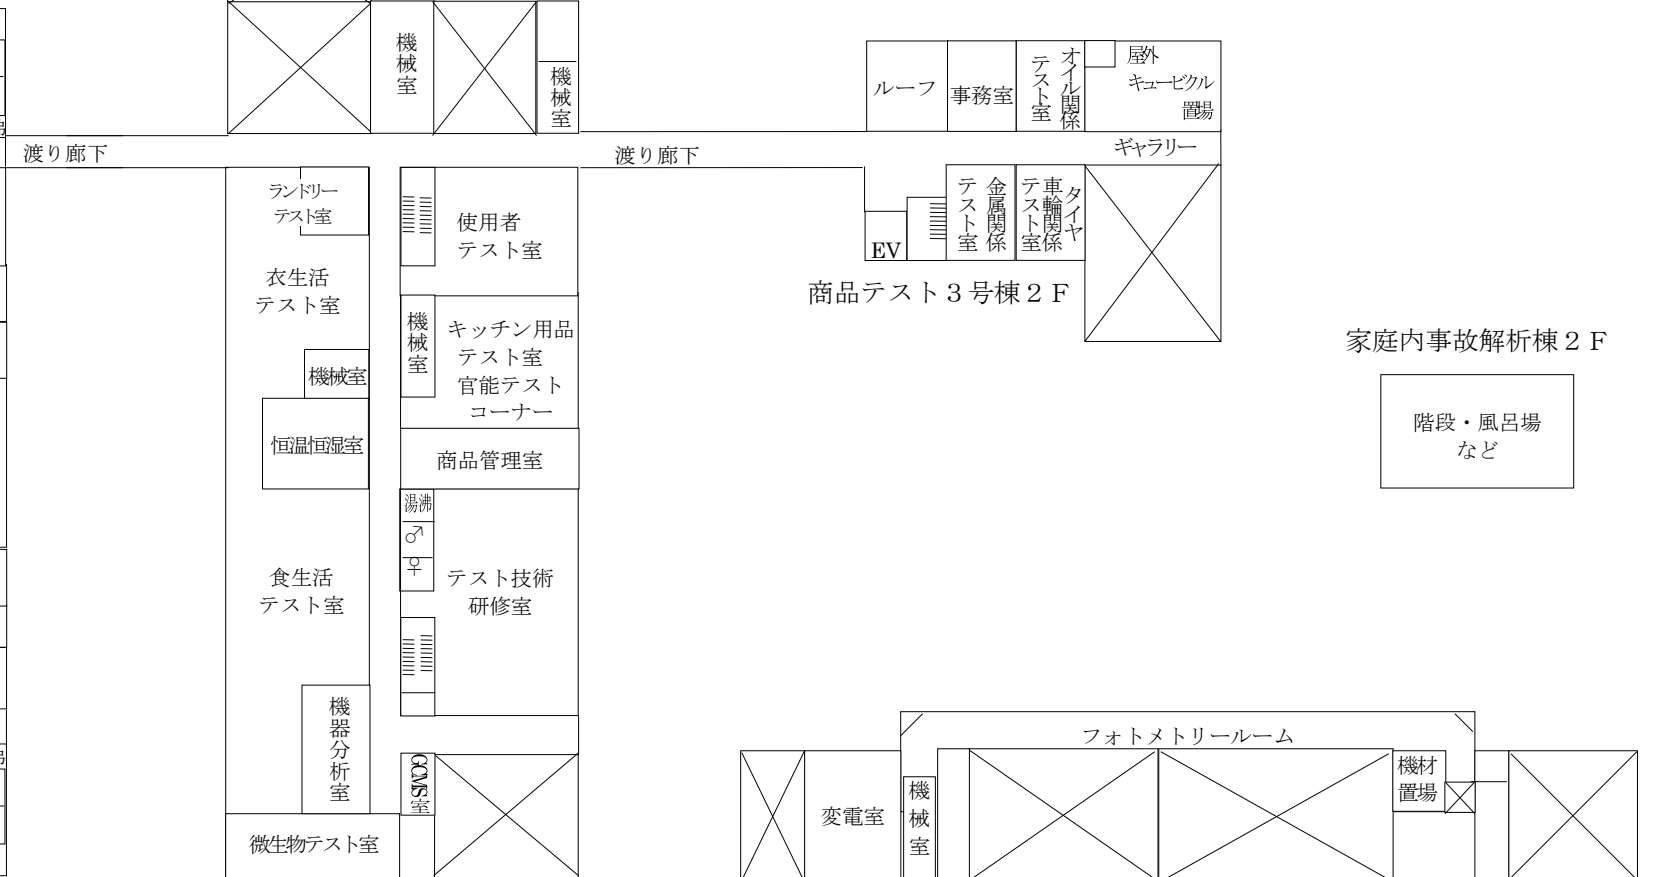 機械室
機械室
渡り廊下
渡り廊下
ルーフ
事務室
オイル関係
テスト室
屋外
キュービクル
置場
ギャラリー
ランドリー
テスト室
使用者
テスト室
衣生活
テスト室
金属関係
テスト室
タイヤ
車輪関係
テスト室
EV
商品テスト3号棟2F
機械室
キッチン用品
テスト室
官能テスト
コーナー
家庭内事故解析棟2F
階段・風呂場
など
機械室
恒温恒湿室
商品管理室
湯沸
♂
♀
食生活
テスト室
テスト技術
研修室
機器分析室
GCMS室
微生物テスト室
フォトメトリールーム
変電室
機械室
機材
置場